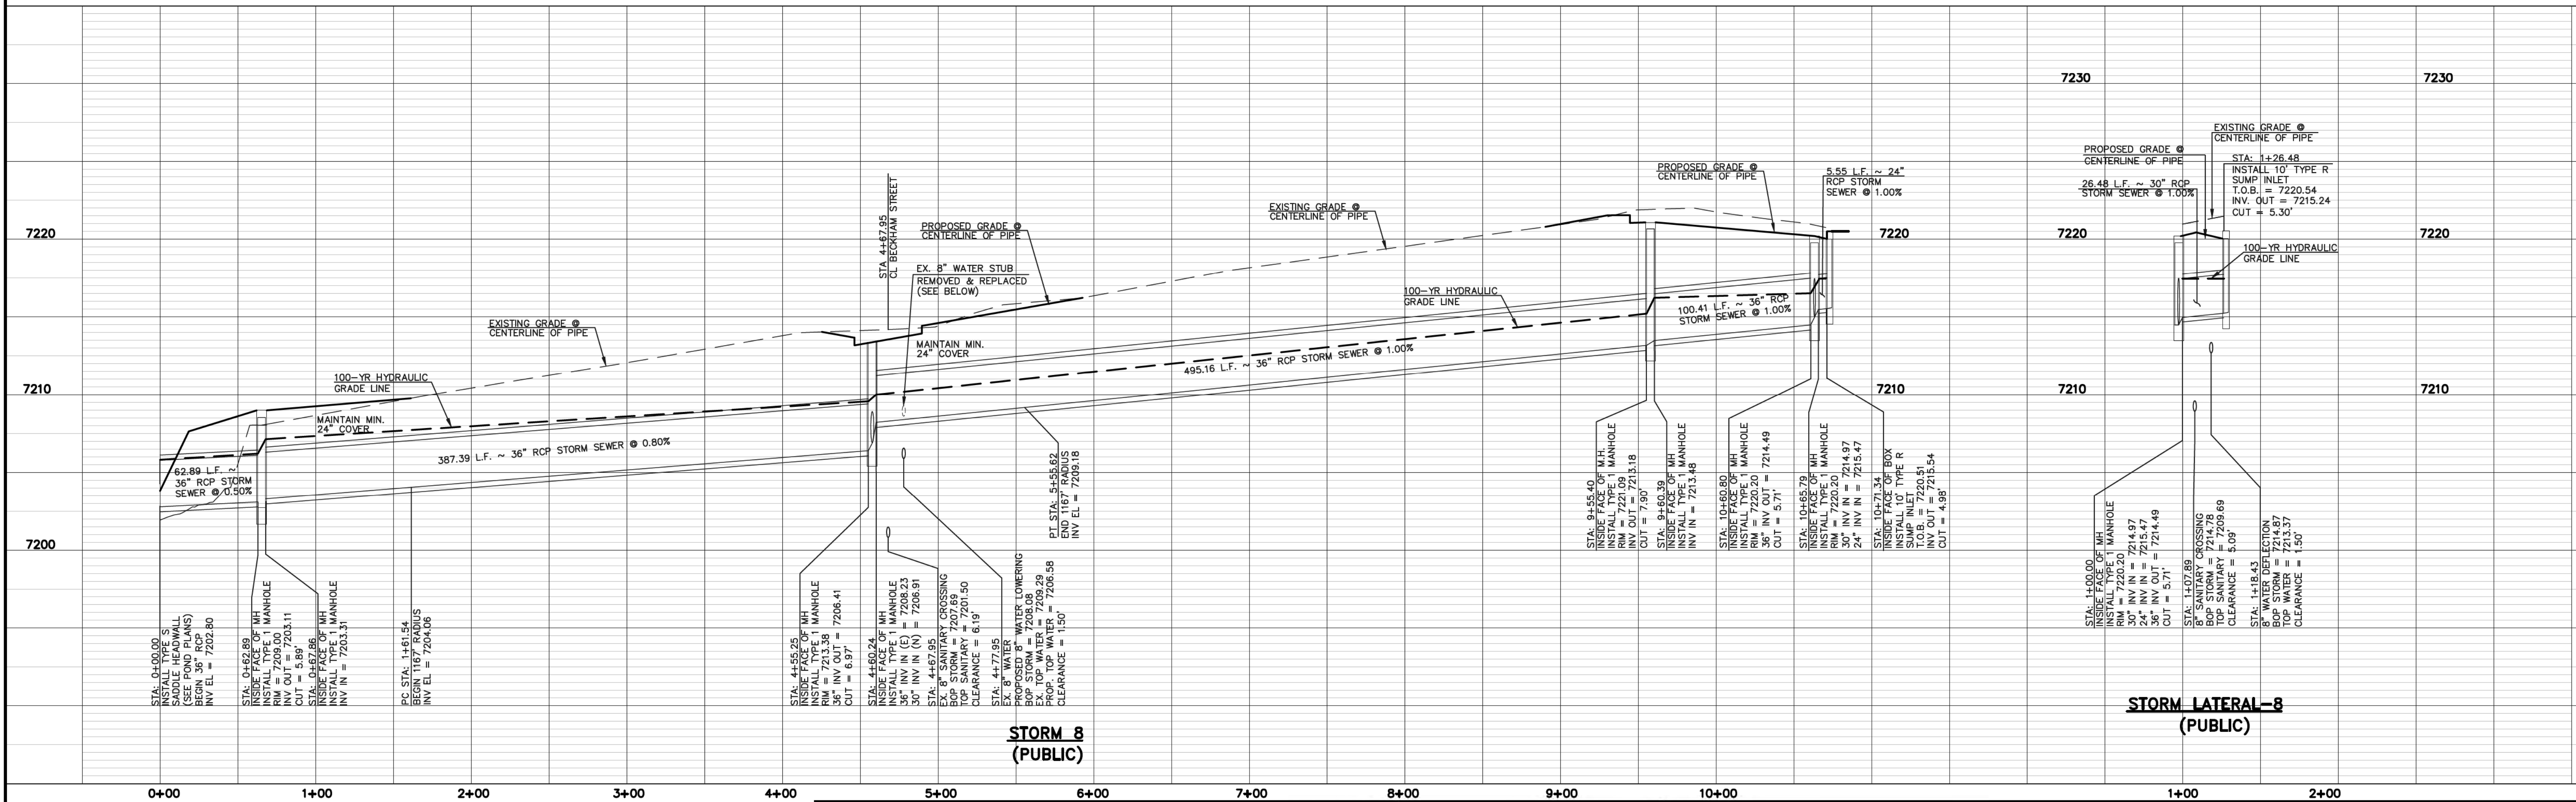 7230
7230
EXISTING GRADE @
CENTERLINE OF PIPE
PROPOSED GRADE @
CENTERLINE OF PIPE
STA: 1+26.48
INSTALL 10' TYPE R
SUMP INLET
T.O.B. = 7220.54
INV. OUT = 7215.24
CUT = 5.30'
26.48 L.F. ~ 30" RCP
STORM SEWER @ 1.00%
100-YR HYDRAULIC
GRADE LINE
PROPOSED GRADE @
CENTERLINE OF PIPE
5.55 L.F. ~ 24"
RCP STORM
SEWER @ 1.00%
STA 4+67.95
CL BECKHAM STREET
PROPOSED GRADE @
CENTERLINE OF PIPE
EXISTING GRADE @
CENTERLINE OF PIPE
7220
7220
7220
7220
EX. 8" WATER STUB
REMOVED & REPLACED
(SEE BELOW)
100-YR HYDRAULIC
GRADE LINE
100.41 L.F. ~ 36" RCP
STORM SEWER @ 1.00%
EXISTING GRADE @
CENTERLINE OF PIPE
MAINTAIN MIN.
24" COVER
495.16 L.F. ~ 36" RCP STORM SEWER @ 1.00%
100-YR HYDRAULIC
GRADE LINE
7210
7210
7210
7210
MAINTAIN MIN.
24" COVER
387.39 L.F. ~ 36" RCP STORM SEWER @ 0.80%
62.89 L.F. ~
36" RCP STORM
SEWER @ 0.50%
7200
STA: 0+00.00
INSTALL TYPE S
SADDLE HEADWALL
(SEE POND PLANS)
BEGIN 36" RCP
INV EL = 7202.80
STA: 0+62.89
INSIDE FACE OF MH
INSTALL TYPE 1 MANHOLE
RIM = 7209.00
INV OUT = 7203.11
CUT = 5.89'
STA: 0+67.86
INSIDE FACE OF MH
INSTALL TYPE 1 MANHOLE
INV IN = 7203.31
PC STA: 1+61.54
BEGIN 1167' RADIUS
INV EL = 7204.06
STA: 4+55.25
INSIDE FACE OF MH
INSTALL TYPE 1 MANHOLE
RIM = 7213.38
36" INV OUT = 7206.41
CUT = 6.97'
STA: 4+60.24
INSIDE FACE OF MH
INSTALL TYPE 1 MANHOLE
36" INV IN (E) = 7208.23
30" INV IN (N) = 7206.91
STA: 4+67.95
EX. 8" SANITARY CROSSING
BOP STORM = 7207.69
TOP SANITARY = 7201.50
CLEARANCE = 6.19'
STA: 4+77.95
EX. 8" WATER
PROPOSED 8" WATER LOWERING
BOP STORM = 7208.08
EX. TOP WATER = 7209.29
PROP. TOP WATER = 7206.58
CLEARANCE = 1.50'
PT STA: 5+55.62
END 1167' RADIUS
INV EL = 7209.18
STA: 9+55.40
INSIDE FACE OF M.H.
INSTALL TYPE 1 MANHOLE
RIM = 7221.09
INV OUT = 7213.18
CUT = 7.90'
STA: 9+60.39
INSIDE FACE OF MH
INSTALL TYPE 1 MANHOLE
INV IN = 7213.48
STA: 10+60.80
INSIDE FACE OF MH
INSTALL TYPE 1 MANHOLE
RIM = 7220.20
36" INV OUT = 7214.49
CUT = 5.71'
STA: 10+65.79
INSIDE FACE OF MH
INSTALL TYPE 1 MANHOLE
RIM = 7220.20
30" INV IN = 7214.97
24" INV IN = 7215.47
STA: 10+71.34
INSIDE FACE OF BOX
INSTALL 10' TYPE R
SUMP INLET
T.O.B. = 7220.51
INV OUT = 7215.54
CUT = 4.98'
STA: 1+00.00
INSIDE FACE OF MH
INSTALL TYPE 1 MANHOLE
RIM = 7220.20
30" INV IN = 7214.97
24" INV IN = 7215.47
36" INV OUT = 7214.49
CUT = 5.71'
STA: 1+07.89
8" SANITARY CROSSING
BOP STORM = 7214.78
TOP SANITARY = 7209.69
CLEARANCE = 5.09'
STA: 1+18.43
8" WATER DEFLECTION
BOP STORM = 7214.87
TOP WATER = 7213.37
CLEARANCE = 1.50'
STORM 8
(PUBLIC)
STORM LATERAL-8
(PUBLIC)
0+00
1+00
2+00
3+00
4+00
5+00
6+00
7+00
8+00
9+00
10+00
1+00
2+00